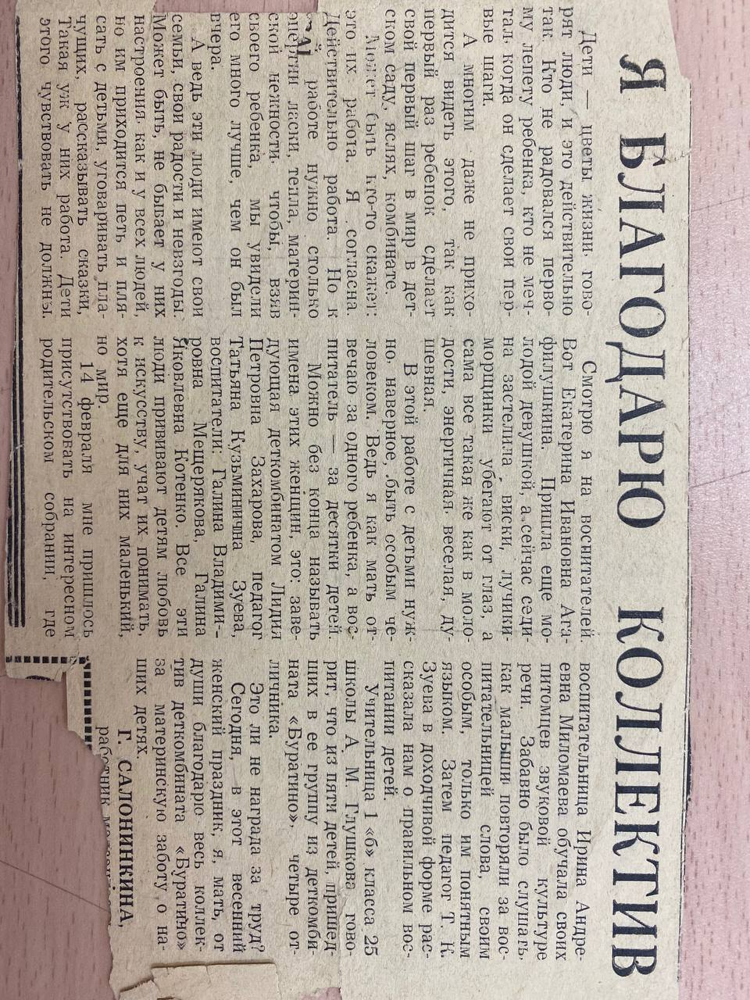 Я БЛАГОДАРЮ КОЛЛЕКТИВ
Дети — цветы жизни, гово-
рят люди, и это действительно
так. Кто не радовался перво-
му лепету ребенка, кто не меч-
тал, когда он сделает свои пер-
вые шаги.
А многим даже не прихо-
дится видеть этого, так как
первый раз ребенок сделает
свой первый шаг в мир в дет-
ском саду, яслях, комбинате.
Может быть кто-то скажет:
это их работа. Я согласна.
Действительно работа. Но к
работе нужно столько
ласки, тепла, материн-
ской нежности, чтобы, взяв
своего ребенка, мы увидели
его много лучше, чем он был
вчера.
А ведь эти люди имеют свои
семьи, свои радости и невзгоды.
Может быть, не бывает у них
настроения, как и у всех людей,
но им приходится петь и пля-
сать с детьми, уговаривать пла-
чущих, рассказывать сказки,
Такая уж у них работа. Дети
этого чувствовать не должны.
Смотрю я на воспитателей.
Вот Екатерина Ивановна Ага-
филушкина. Пришла еще мо-
лодой девушкой, а сейчас седи-
на застелила виски, лучики-
морщинки убегают от глаз, а
сама все такая же как в моло-
дости, энергичная, веселая, ду-
шевная.
В этой работе с детьми нуж-
но, наверное, быть особым че-
ловеком. Ведь я как мать от-
вечаю за одного ребенка, а вос-
питатель — за десятки детей.
Можно без конца называть
имена этих женщин, это: заве-
дующая деткомбинатом Лидия
Петровна Захарова, педагог
Татьяна Кузьминична Зуева,
воспитатели: Галина Владими-
ровна Мещерякова, Галина
Яковлевна Котенко. Все эти
люди прививают детям любовь
к искусству, учат их понимать,
хотя еще для них маленький,
но мир.
14 февраля мне пришлось
присутствовать на интересном
родительском собрании, где
воспитательница Ирина Андре-
евна Миломаева обучала своих
питомцев звуковой культуре
речи. Забавно было слушать,
как малыши повторяли за вос-
питательницей слова, своим
особым, только им понятным
языком. Затем педагог Т. К.
Зуева в доходчивой форме рас-
сказала нам о правильном вос-
питании детей.
Учительница 1 «б» класса 25
школы А. М. Глушкова гово-
рит, что из пяти детей, пришед-
ших в ее группу из деткомби-
ната «Буратино», четыре от-
личника.
Это ли не награда за труд?
Сегодня, в этот весенний
женский праздник, я, мать, от
души благодарю весь коллек-
тив деткомбината «Буратино»
за материнскую заботу о на-
ших детях.
Г. САЛОНИНКИНА,
работник